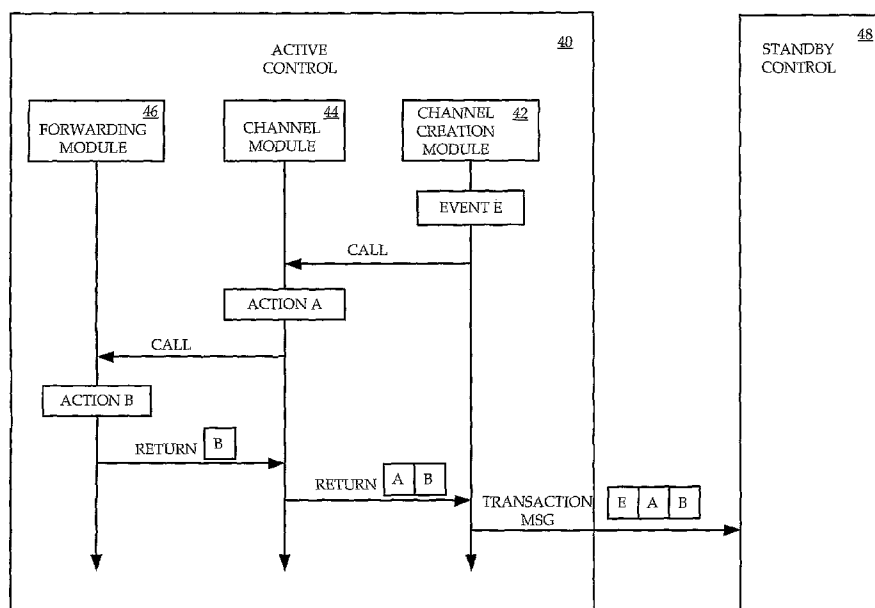 ACTIVE
CONTROL
40
STANDBY
CONTROL
48
FORWARDING
MODULE
46
CHANNEL
MODULE
44
CHANNEL
CREATION
MODULE
42
EVENT E
CALL
ACTION A
CALL
ACTION B
RETURN
B
RETURN
A B
TRANSACTION
MSG
E A B